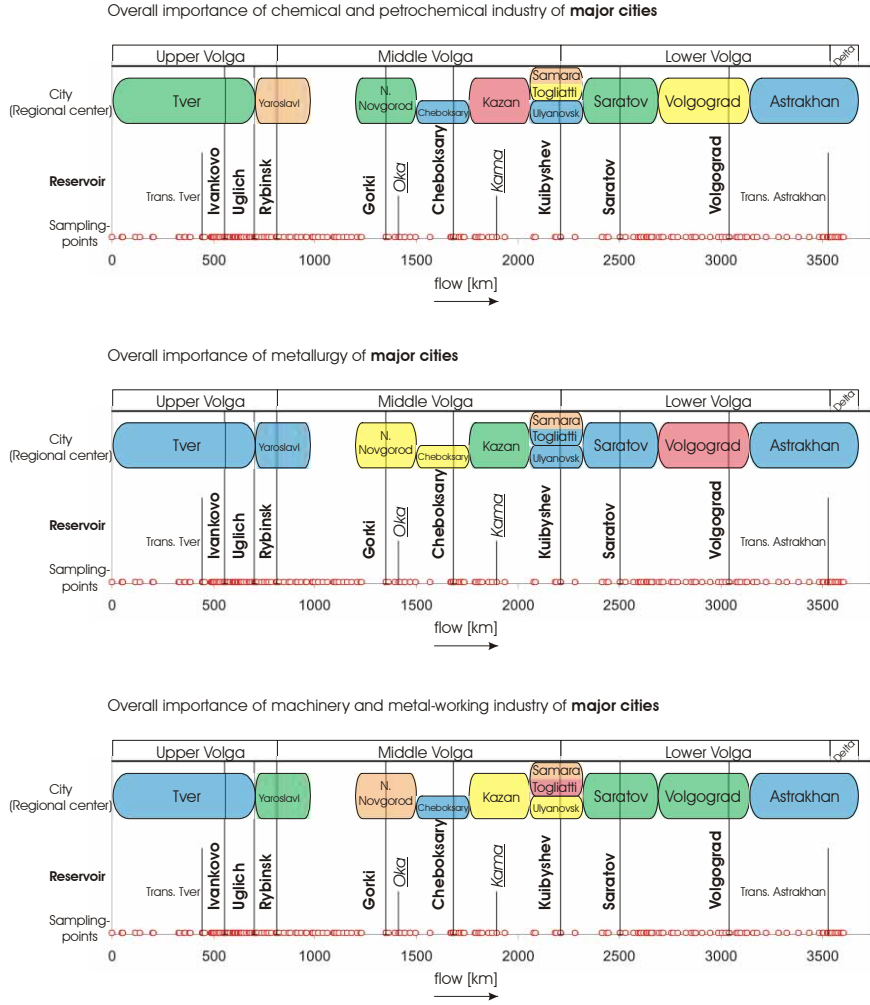 Overall importance of chemical and petrochemical industry of major cities
Upper Volga Middle Volga Lower Volga Delta
City
(Regional center)
Tver Yaroslavl N. Novgorod Cheboksary Kazan Samara Togliatti Ulyanovsk Saratov Volgograd Astrakhan
Reservoir
Trans. Tver Ivankovo Uglich Rybinsk Gorki Oka Cheboksary Kama Kuibyshev Saratov Volgograd Trans. Astrakhan
Sampling-
points
0 500 1000 1500 2000 2500 3000 3500
flow [km]
Overall importance of metallurgy of major cities
Upper Volga Middle Volga Lower Volga Delta
City
(Regional center)
Tver Yaroslavl N. Novgorod Cheboksary Kazan Samara Togliatti Ulyanovsk Saratov Volgograd Astrakhan
Reservoir
Trans. Tver Ivankovo Uglich Rybinsk Gorki Oka Cheboksary Kama Kuibyshev Saratov Volgograd Trans. Astrakhan
Sampling-
points
0 500 1000 1500 2000 2500 3000 3500
flow [km]
Overall importance of machinery and metal-working industry of major cities
Upper Volga Middle Volga Lower Volga Delta
City
(Regional center)
Tver Yaroslavl N. Novgorod Cheboksary Kazan Samara Togliatti Ulyanovsk Saratov Volgograd Astrakhan
Reservoir
Trans. Tver Ivankovo Uglich Rybinsk Gorki Oka Cheboksary Kama Kuibyshev Saratov Volgograd Trans. Astrakhan
Sampling-
points
0 500 1000 1500 2000 2500 3000 3500
flow [km]